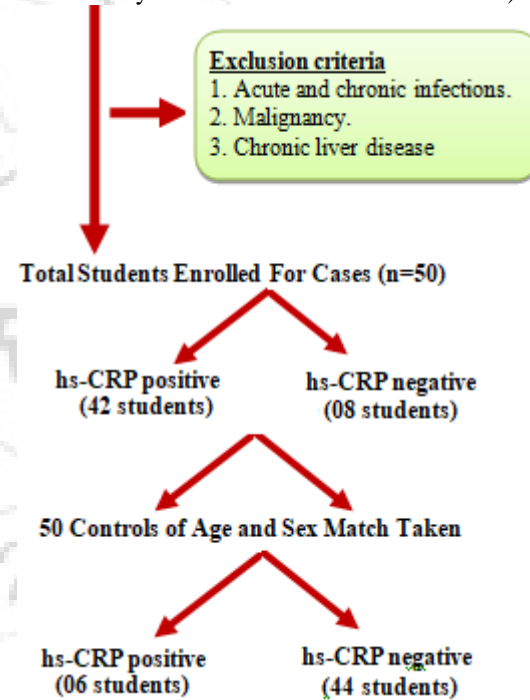 Exclusion criteria
1. Acute and chronic infections.
2. Malignancy.
3. Chronic liver disease
Total Students Enrolled For Cases (n=50)
hs-CRP positive
(42 students)
hs-CRP negative
(08 students)
50 Controls of Age and Sex Match Taken
hs-CRP positive
(06 students)
hs-CRP negative
(44 students)